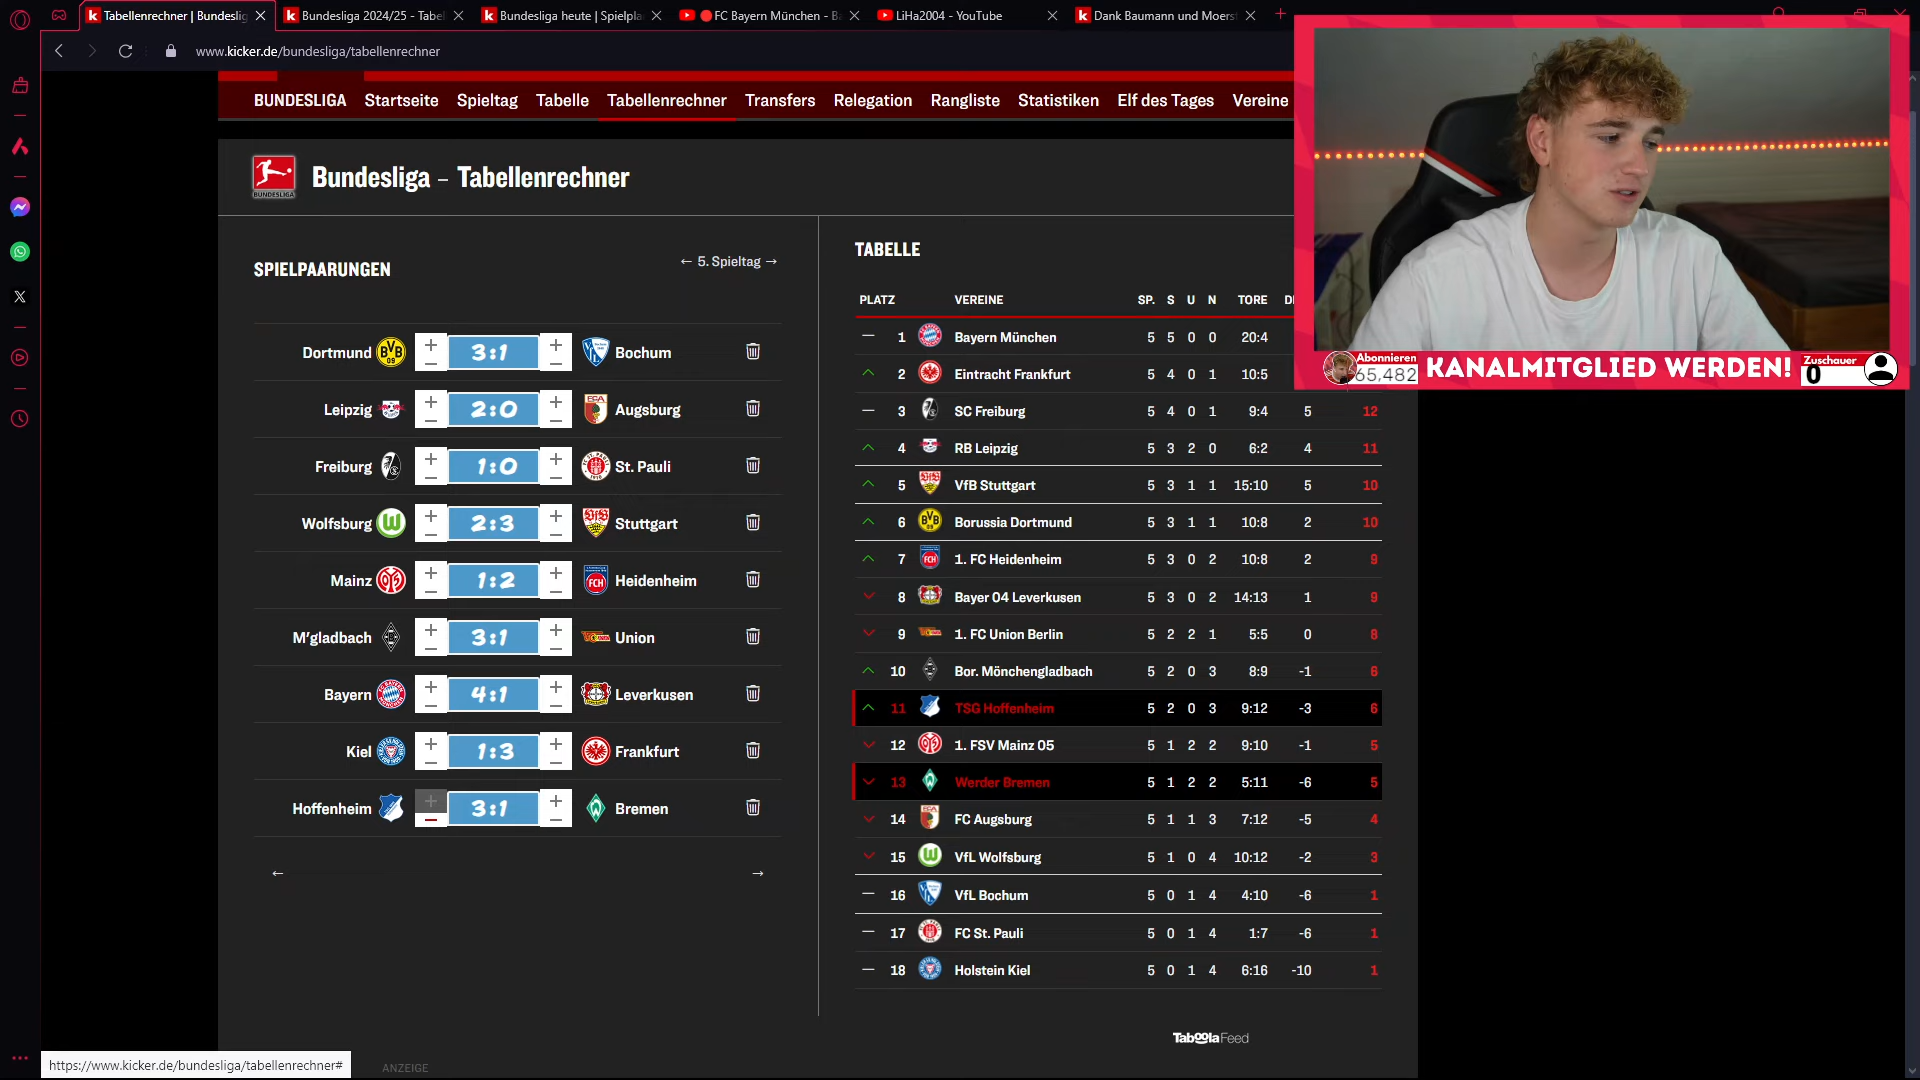 Tabellenrechner | Bundeslig
Bundesliga 2024/25 - Tabel
Bundesliga heute | Spielpla
FC Bayern München - Ba
LiHa2004 - YouTube
Dank Baumann und Moerst
www.kicker.de/bundesliga/tabellenrechner
BUNDESLIGA Startseite Spieltag Tabelle Tabellenrechner Transfers Relegation Rangliste Statistiken Elf des Tages Vereine
BUNDESLIGA
Bundesliga – Tabellenrechner
SPIELPAARUNGEN
← 5. Spieltag →
Dortmund + − 3:1 + − Bochum
Leipzig + − 2:0 + − Augsburg
Freiburg + − 1:0 + − St. Pauli
Wolfsburg + − 2:3 + − Stuttgart
Mainz + − 1:2 + − Heidenheim
M'gladbach + − 3:1 + − Union
Bayern + − 4:1 + − Leverkusen
Kiel + − 1:3 + − Frankfurt
Hoffenheim + − 3:1 + − Bremen
← →
TABELLE
PLATZ VEREINE SP. S U N TORE DI
1 Bayern München 5 5 0 0 20:4
2 Eintracht Frankfurt 5 4 0 1 10:5
3 SC Freiburg 5 4 0 1 9:4 5 12
4 RB Leipzig 5 3 2 0 6:2 4 11
5 VfB Stuttgart 5 3 1 1 15:10 5 10
6 Borussia Dortmund 5 3 1 1 10:8 2 10
7 1. FC Heidenheim 5 3 0 2 10:8 2 9
8 Bayer 04 Leverkusen 5 3 0 2 14:13 1 9
9 1. FC Union Berlin 5 2 2 1 5:5 0 8
10 Bor. Mönchengladbach 5 2 0 3 8:9 -1 6
11 TSG Hoffenheim 5 2 0 3 9:12 -3 6
12 1. FSV Mainz 05 5 1 2 2 9:10 -1 5
13 Werder Bremen 5 1 2 2 5:11 -6 5
14 FC Augsburg 5 1 1 3 7:12 -5 4
15 VfL Wolfsburg 5 1 0 4 10:12 -2 3
16 VfL Bochum 5 0 1 4 4:10 -6 1
17 FC St. Pauli 5 0 1 4 1:7 -6 1
18 Holstein Kiel 5 0 1 4 6:16 -10 1
Taboola Feed
Abonnieren
65,482
KANALMITGLIED WERDEN!
Zuschauer
0
https://www.kicker.de/bundesliga/tabellenrechner#
ANZEIGE